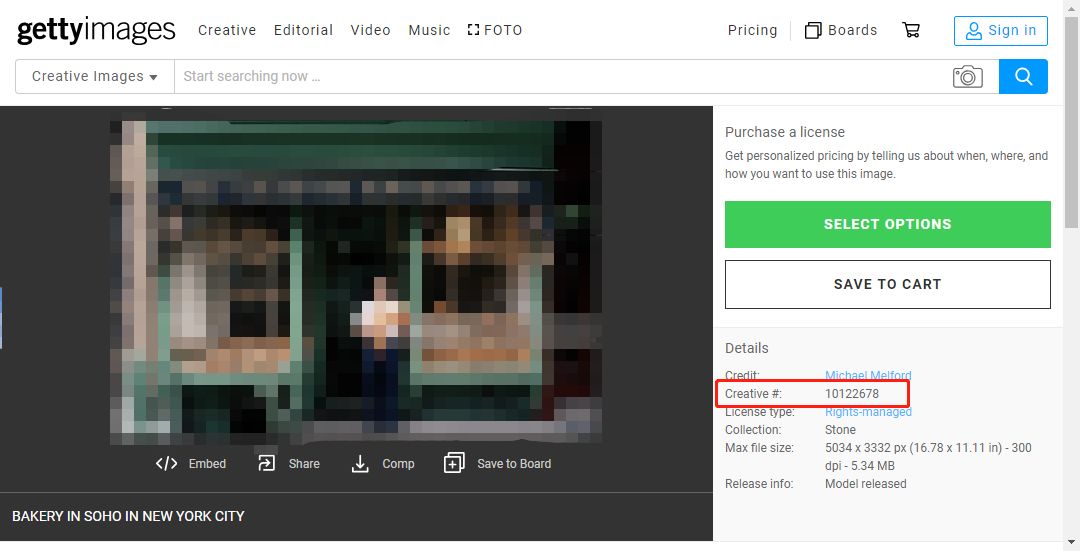 gettyimages Creative Editorial Video Music FOTO Pricing Boards Sign in
Creative Images Start searching now ...
Purchase a license
Get personalized pricing by telling us about when, where, and
how you want to use this image.
SELECT OPTIONS
SAVE TO CART
Details
Credit: Michael Melford
Creative #: 10122678
License type: Rights-managed
Collection: Stone
Max file size: 5034 x 3332 px (16.78 x 11.11 in) - 300
dpi - 5.34 MB
Release info: Model released
Embed Share Comp Save to Board
BAKERY IN SOHO IN NEW YORK CITY